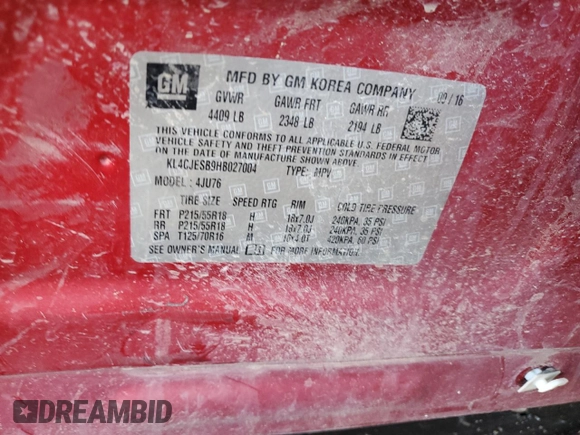 GM
MFD BY GM KOREA COMPANY 09/16
GVWR GAWR FRT GAWR RR
4409 LB 2348 LB 2194 LB
THIS VEHICLE CONFORMS TO ALL APPLICABLE U.S. FEDERAL MOTOR
VEHICLE SAFETY, BUMPER, AND THEFT PREVENTION STANDARDS IN EFFECT
ON THE DATE OF MANUFACTURE SHOWN ABOVE.
KL4CJESB9HB027004 TYPE: MPV
MODEL: 4JU76
TIRE SIZE SPEED RTG RIM COLD TIRE PRESSURE
FRT P215/55R18 H 18x7.0J 240KPA, 35 PSI
RR P215/55R18 H 18x7.0J 240KPA, 35 PSI
SPA T125/70R16 M 16x4.0T 420KPA, 60 PSI
SEE OWNER'S MANUAL FOR MORE INFORMATION.
DREAMBID